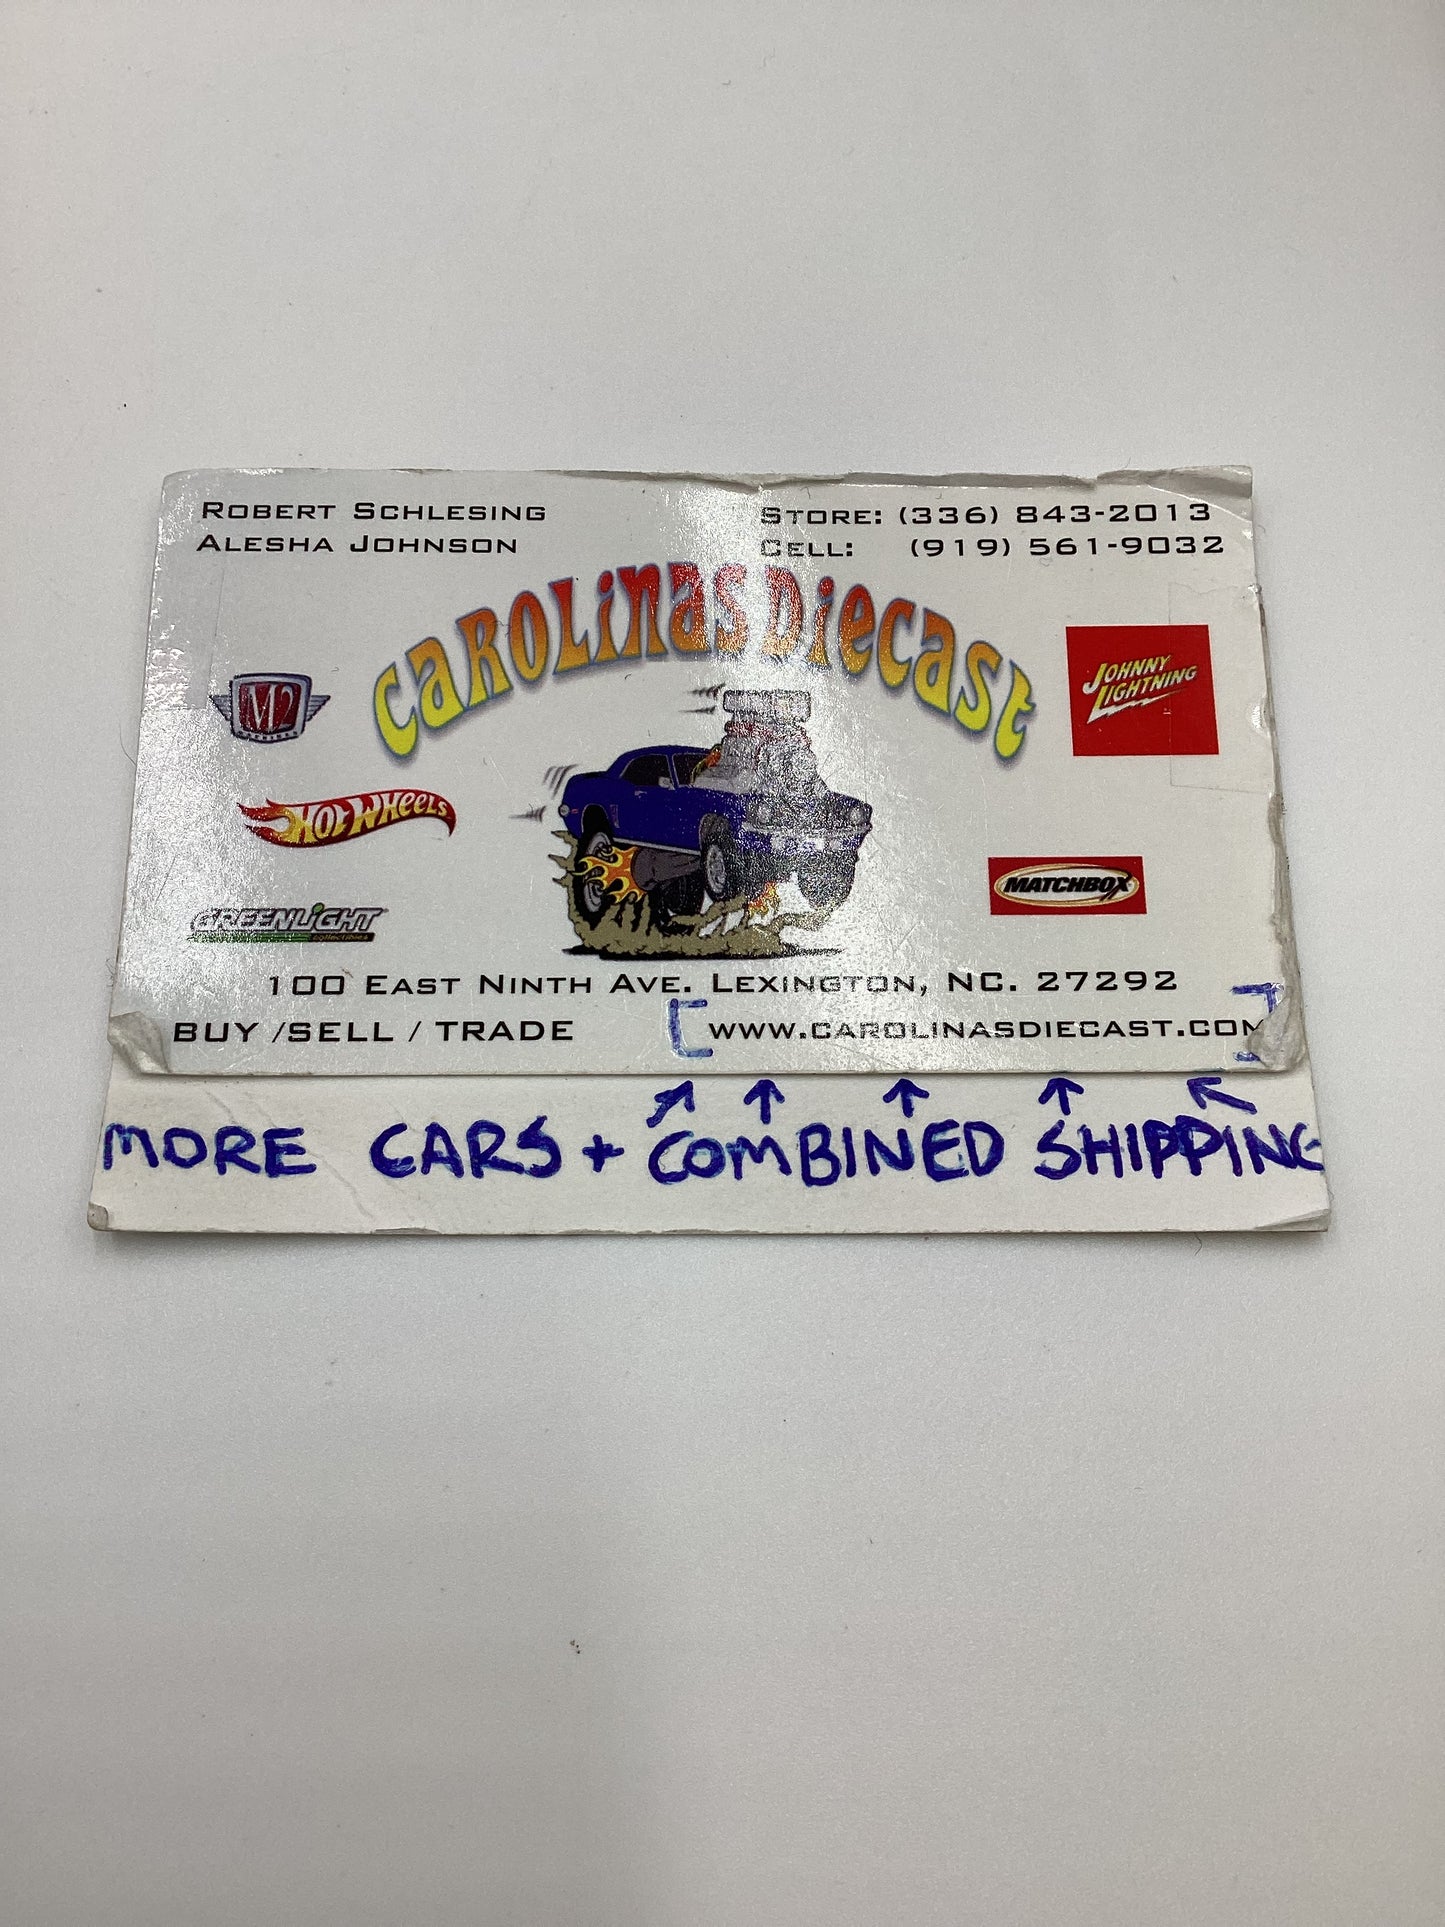 ROBERT SCHLESING
ALESHA JOHNSON
STORE: (336) 843-2013
CELL: (919) 561-9032
CAROLINAS DIECAST
M2
MACHINES
JOHNNY
LIGHTNING
HOT WHEELS
MATCHBOX
GREENLIGHT
collectibles
100 EAST NINTH AVE. LEXINGTON, NC. 27292
BUY /SELL / TRADE
[WWW.CAROLINASDIECAST.COM]
↑ ↑ ↑ ↑ ↑
MORE CARS + COMBINED SHIPPING